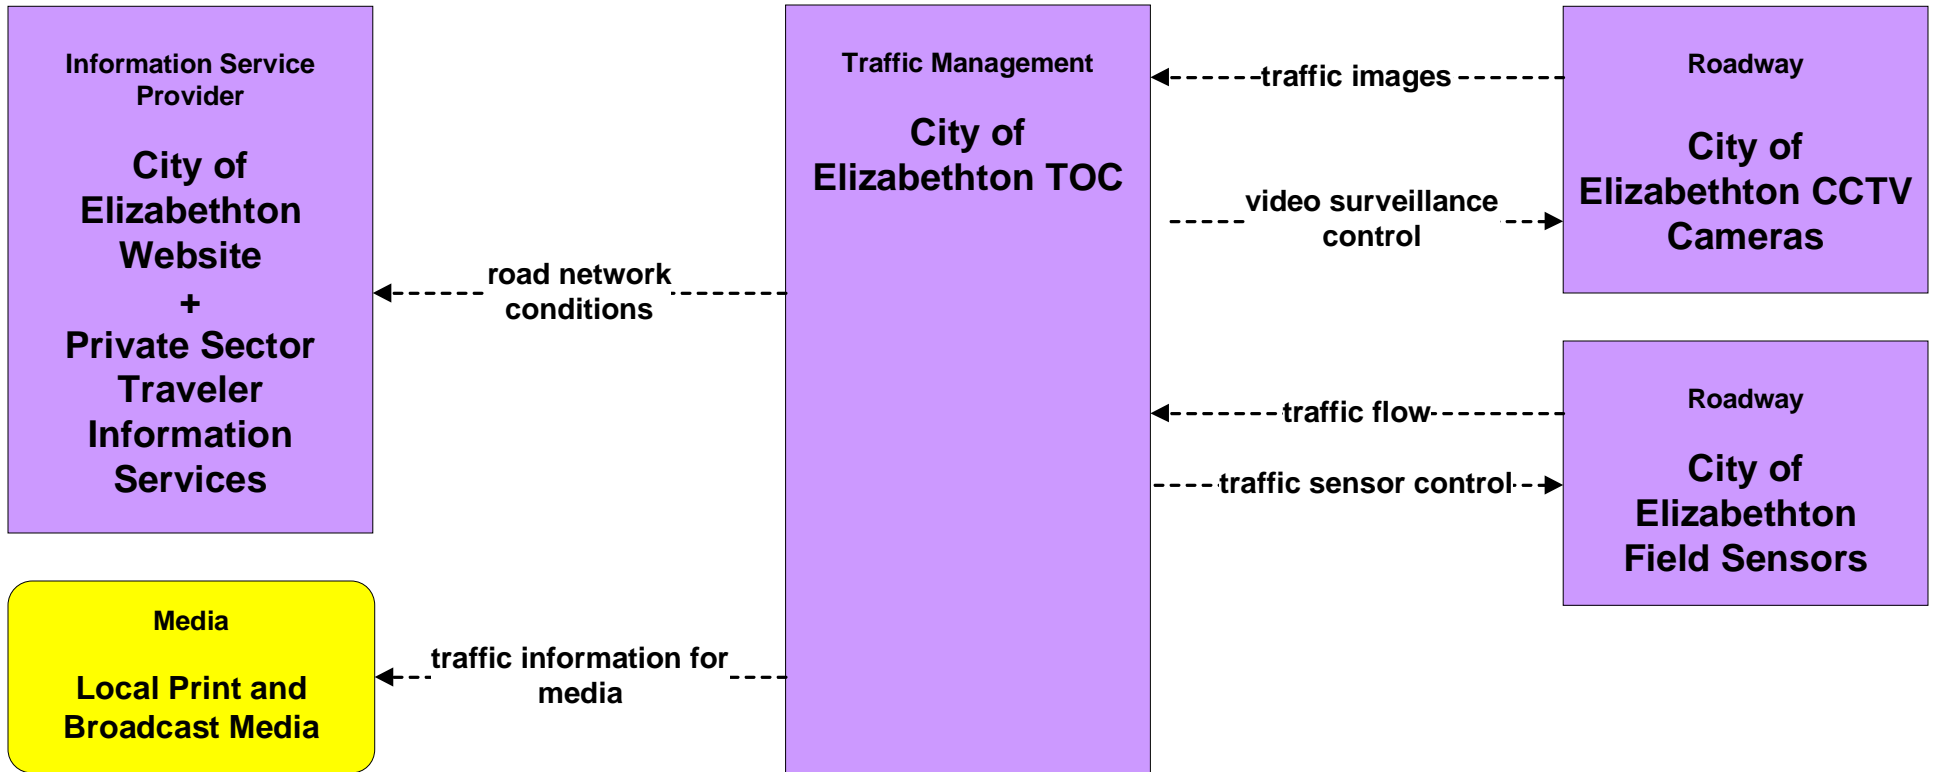 Information Service
Provider
City of
Elizabethton
Website
+
Private Sector
Traveler
Information
Services
Media
Local Print and
Broadcast Media
road network
conditions
traffic information for
media
Traffic Management
City of
Elizabethton TOC
traffic images
video surveillance
control
traffic flow
traffic sensor control
Roadway
City of
Elizabethton CCTV
Cameras
Roadway
City of
Elizabethton
Field Sensors